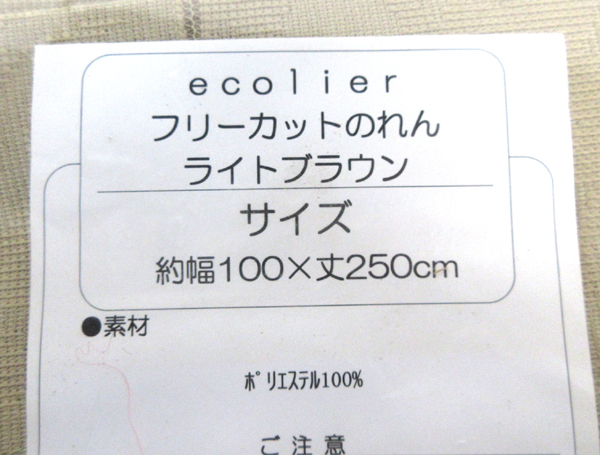 ecolier
フリーカットのれん
ライトブラウン
サイズ
約幅100×丈250cm
●素材
ﾎﾟﾘｴｽﾃﾙ100%
ご注意